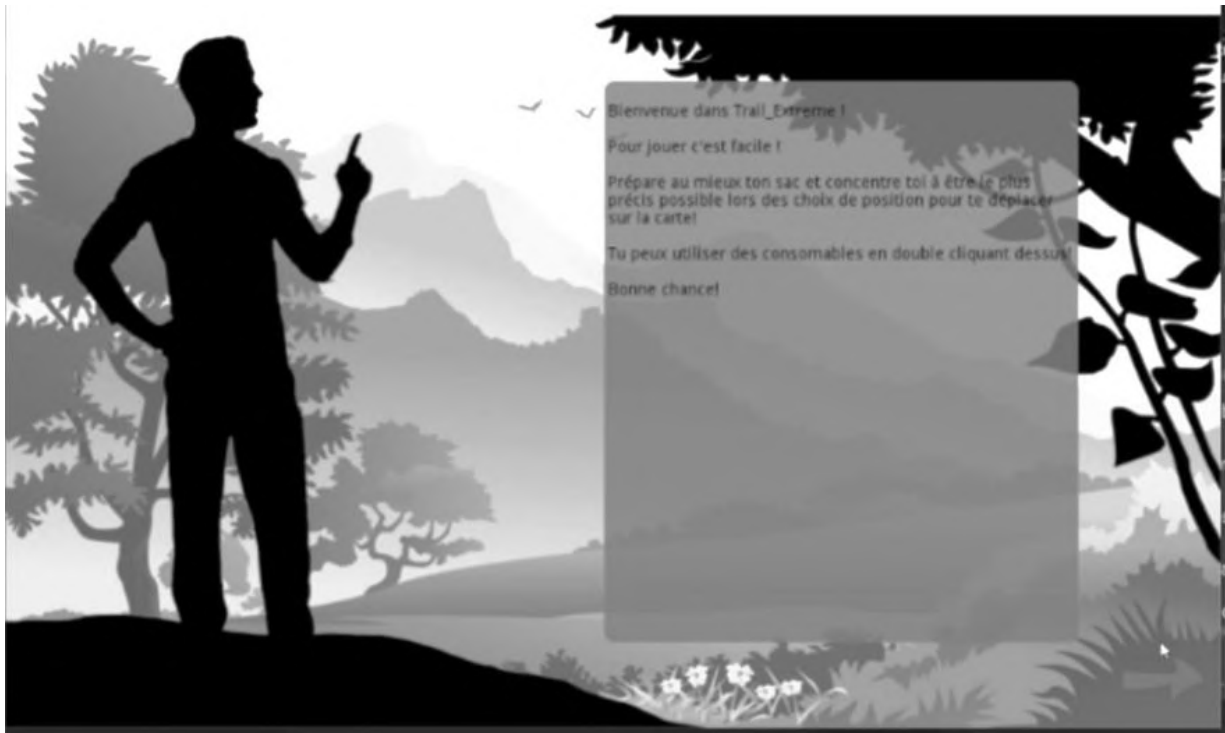 Bienvenue dans Trail_Extreme !
Pour jouer c'est facile !
Prépare au mieux ton sac et concentre toi à être le plus
précis possible lors des choix de position pour te déplacer
sur la carte!
Tu peux utiliser des consomables en double cliquant dessus!
Bonne chance!